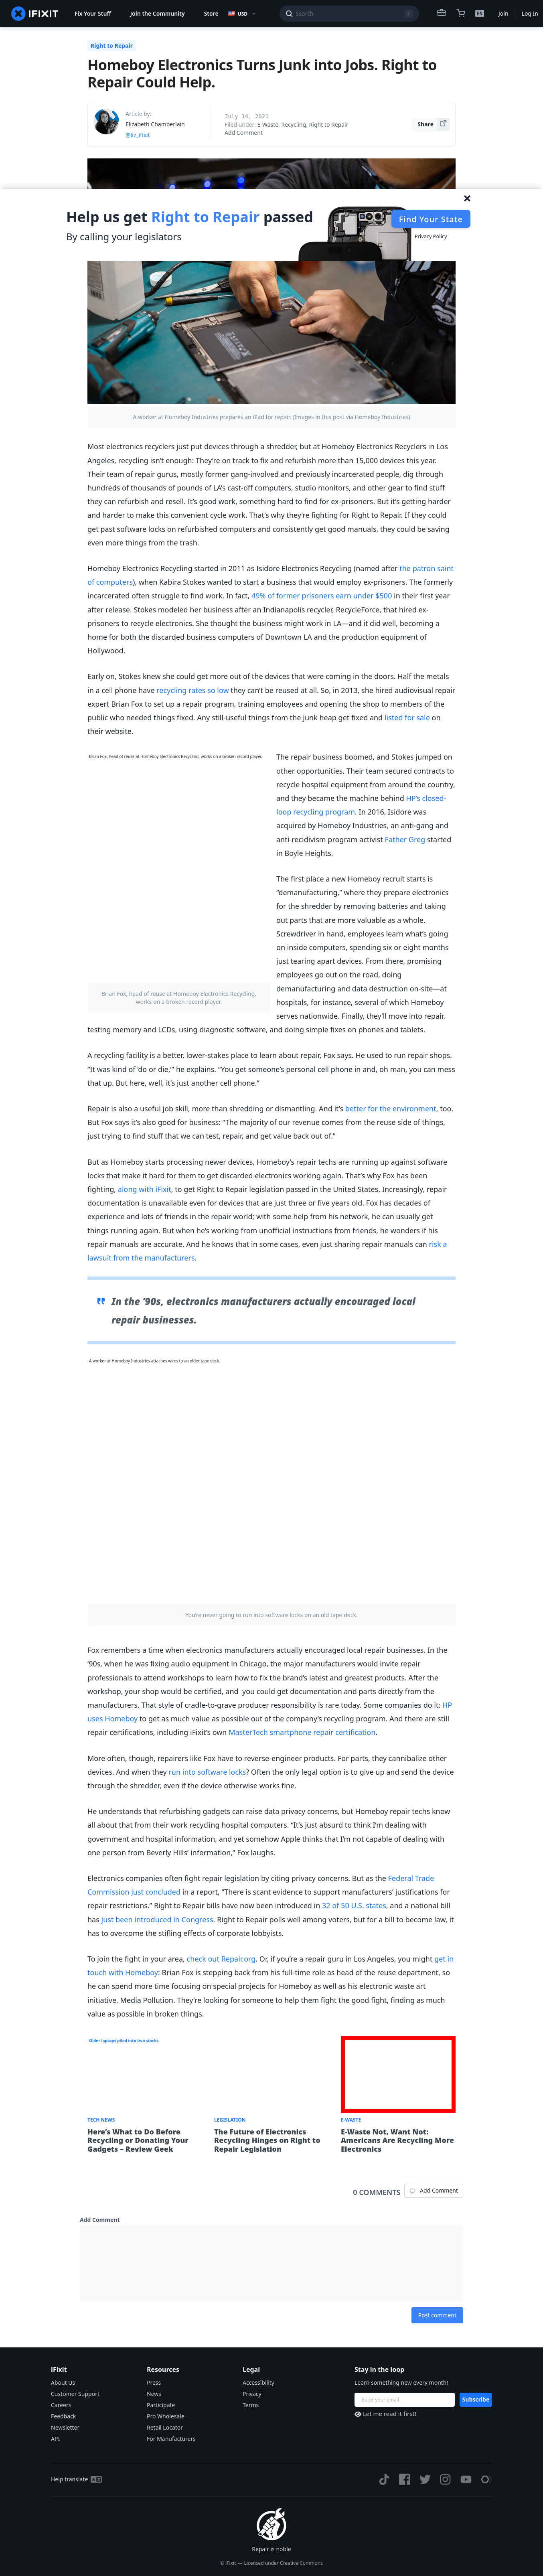 IFIXIT
Fix Your Stuff
Join the Community
Store
USD
Search
/
EN
Join
Log In
Right to Repair
Homeboy Electronics Turns Junk into Jobs. Right to
Repair Could Help.
Article by:
Elizabeth Chamberlain
@liz_ifixit
July 14, 2021
Filed under: E-Waste, Recycling, Right to Repair
Add Comment
Share
Help us get Right to Repair passed
By calling your legislators
Find Your State
Privacy Policy
A worker at Homeboy Industries prepares an iPad for repair. (Images in this post via Homeboy Industries)
Most electronics recyclers just put devices through a shredder, but at Homeboy Electronics Recyclers in Los
Angeles, recycling isn’t enough: They’re on track to fix and refurbish more than 15,000 devices this year.
Their team of repair gurus, mostly former gang-involved and previously incarcerated people, dig through
hundreds of thousands of pounds of LA’s cast-off computers, studio monitors, and other gear to find stuff
they can refurbish and resell. It’s good work, something hard to find for ex-prisoners. But it’s getting harder
and harder to make this convenient cycle work. That’s why they’re fighting for Right to Repair. If they could
get past software locks on refurbished computers and consistently get good manuals, they could be saving
even more things from the trash.
Homeboy Electronics Recycling started in 2011 as Isidore Electronics Recycling (named after the patron saint
of computers), when Kabira Stokes wanted to start a business that would employ ex-prisoners. The formerly
incarcerated often struggle to find work. In fact, 49% of former prisoners earn under $500 in their first year
after release. Stokes modeled her business after an Indianapolis recycler, RecycleForce, that hired ex-
prisoners to recycle electronics. She thought the business might work in LA—and it did well, becoming a
home for both the discarded business computers of Downtown LA and the production equipment of
Hollywood.
Early on, Stokes knew she could get more out of the devices that were coming in the doors. Half the metals
in a cell phone have recycling rates so low they can’t be reused at all. So, in 2013, she hired audiovisual repair
expert Brian Fox to set up a repair program, training employees and opening the shop to members of the
public who needed things fixed. Any still-useful things from the junk heap get fixed and listed for sale on
their website.
Brian Fox, head of reuse at Homeboy Electronics Recycling, works on a broken record player.
Brian Fox, head of reuse at Homeboy Electronics Recycling,
works on a broken record player.
The repair business boomed, and Stokes jumped on
other opportunities. Their team secured contracts to
recycle hospital equipment from around the country,
and they became the machine behind HP’s closed-
loop recycling program. In 2016, Isidore was
acquired by Homeboy Industries, an anti-gang and
anti-recidivism program activist Father Greg started
in Boyle Heights.
The first place a new Homeboy recruit starts is
“demanufacturing,” where they prepare electronics
for the shredder by removing batteries and taking
out parts that are more valuable as a whole.
Screwdriver in hand, employees learn what’s going
on inside computers, spending six or eight months
just tearing apart devices. From there, promising
employees go out on the road, doing
demanufacturing and data destruction on-site—at
hospitals, for instance, several of which Homeboy
serves nationwide. Finally, they’ll move into repair,
testing memory and LCDs, using diagnostic software, and doing simple fixes on phones and tablets.
A recycling facility is a better, lower-stakes place to learn about repair, Fox says. He used to run repair shops.
“It was kind of ‘do or die,’” he explains. “You get someone’s personal cell phone in and, oh man, you can mess
that up. But here, well, it’s just another cell phone.”
Repair is also a useful job skill, more than shredding or dismantling. And it’s better for the environment, too.
But Fox says it’s also good for business: “The majority of our revenue comes from the reuse side of things,
just trying to find stuff that we can test, repair, and get value back out of.”
But as Homeboy starts processing newer devices, Homeboy’s repair techs are running up against software
locks that make it hard for them to get discarded electronics working again. That’s why Fox has been
fighting, along with iFixit, to get Right to Repair legislation passed in the United States. Increasingly, repair
documentation is unavailable even for devices that are just three or five years old. Fox has decades of
experience and lots of friends in the repair world; with some help from his network, he can usually get
things running again. But when he’s working from unofficial instructions from friends, he wonders if his
repair manuals are accurate. And he knows that in some cases, even just sharing repair manuals can risk a
lawsuit from the manufacturers.
In the ’90s, electronics manufacturers actually encouraged local
repair businesses.
A worker at Homeboy Industries attaches wires to an older tape deck.
You’re never going to run into software locks on an old tape deck.
Fox remembers a time when electronics manufacturers actually encouraged local repair businesses. In the
’90s, when he was fixing audio equipment in Chicago, the major manufacturers would invite repair
professionals to attend workshops to learn how to fix the brand’s latest and greatest products. After the
workshop, your shop would be certified, and  you could get documentation and parts directly from the
manufacturers. That style of cradle-to-grave producer responsibility is rare today. Some companies do it: HP
uses Homeboy to get as much value as possible out of the company’s recycling program. And there are still
repair certifications, including iFixit’s own MasterTech smartphone repair certification.
More often, though, repairers like Fox have to reverse-engineer products. For parts, they cannibalize other
devices. And when they run into software locks? Often the only legal option is to give up and send the device
through the shredder, even if the device otherwise works fine.
He understands that refurbishing gadgets can raise data privacy concerns, but Homeboy repair techs know
all about that from their work recycling hospital computers. “It’s just absurd to think I’m dealing with
government and hospital information, and yet somehow Apple thinks that I’m not capable of dealing with
one person from Beverly Hills’ information,” Fox laughs.
Electronics companies often fight repair legislation by citing privacy concerns. But as the Federal Trade
Commission just concluded in a report, “There is scant evidence to support manufacturers’ justifications for
repair restrictions.” Right to Repair bills have now been introduced in 32 of 50 U.S. states, and a national bill
has just been introduced in Congress. Right to Repair polls well among voters, but for a bill to become law, it
has to overcome the stifling effects of corporate lobbyists.
To join the fight in your area, check out Repair.org. Or, if you’re a repair guru in Los Angeles, you might get in
touch with Homeboy: Brian Fox is stepping back from his full-time role as head of the reuse department, so
he can spend more time focusing on special projects for Homeboy as well as his electronic waste art
initiative, Media Pollution. They’re looking for someone to help them fight the good fight, finding as much
value as possible in broken things.
Older laptops piled into two stacks
TECH NEWS
Here’s What to Do Before
Recycling or Donating Your
Gadgets – Review Geek
LEGISLATION
The Future of Electronics
Recycling Hinges on Right to
Repair Legislation
E-WASTE
E-Waste Not, Want Not:
Americans Are Recycling More
Electronics
0 COMMENTS
Add Comment
Add Comment
Post comment
iFixit
About Us
Customer Support
Careers
Feedback
Newsletter
API
Resources
Press
News
Participate
Pro Wholesale
Retail Locator
For Manufacturers
Legal
Accessibility
Privacy
Terms
Stay in the loop
Learn something new every month!
Enter your email
Subscribe
Let me read it first!
Help translate
Repair is noble
© iFixit — Licensed under Creative Commons